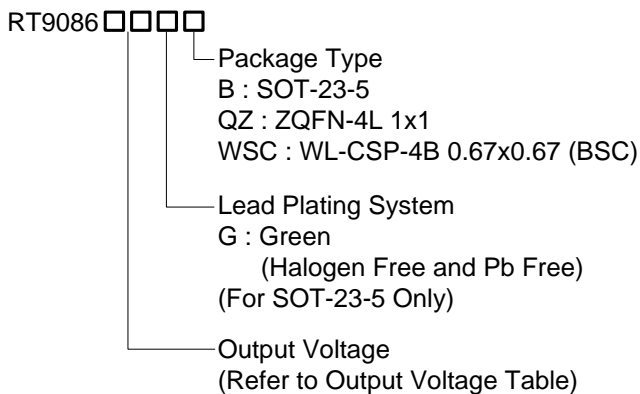 RT9086□□□□
Package Type
B : SOT-23-5
QZ : ZQFN-4L 1x1
WSC : WL-CSP-4B 0.67x0.67 (BSC)
Lead Plating System
G : Green
(Halogen Free and Pb Free)
(For SOT-23-5 Only)
Output Voltage
(Refer to Output Voltage Table)